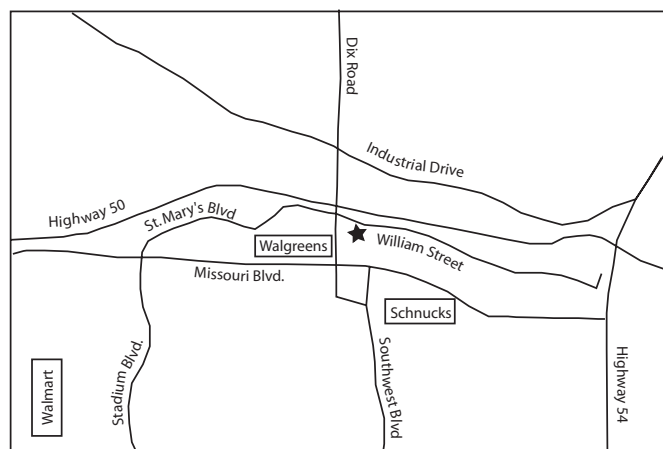 Dix Road
Industrial Drive
Highway 50
St.Mary's Blvd
William Street
Walgreens
Missouri Blvd.
Schnucks
Stadium Blvd.
Southwest Blvd
Highway 54
Walmart